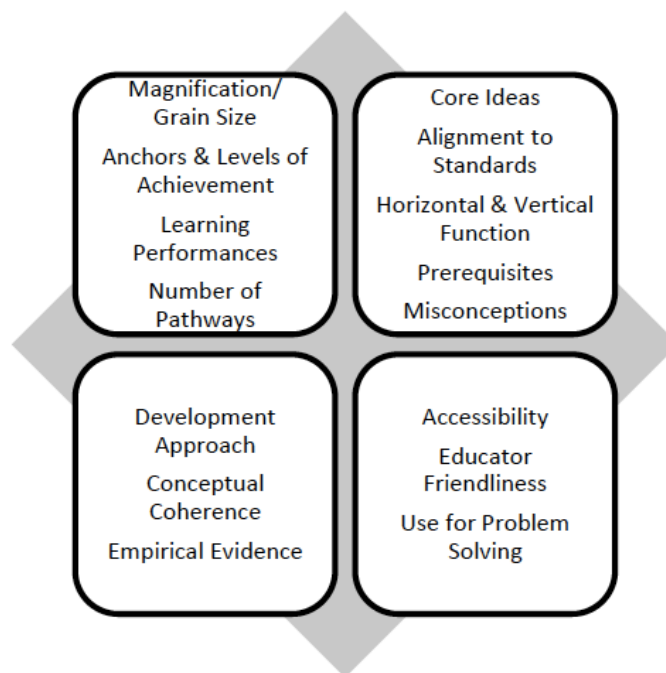 Magnification/
Grain Size
Anchors & Levels of
Achievement
Learning
Performances
Number of
Pathways
Core Ideas
Alignment to
Standards
Horizontal & Vertical
Function
Prerequisites
Misconceptions
Development
Approach
Conceptual
Coherence
Empirical Evidence
Accessibility
Educator
Friendliness
Use for Problem
Solving